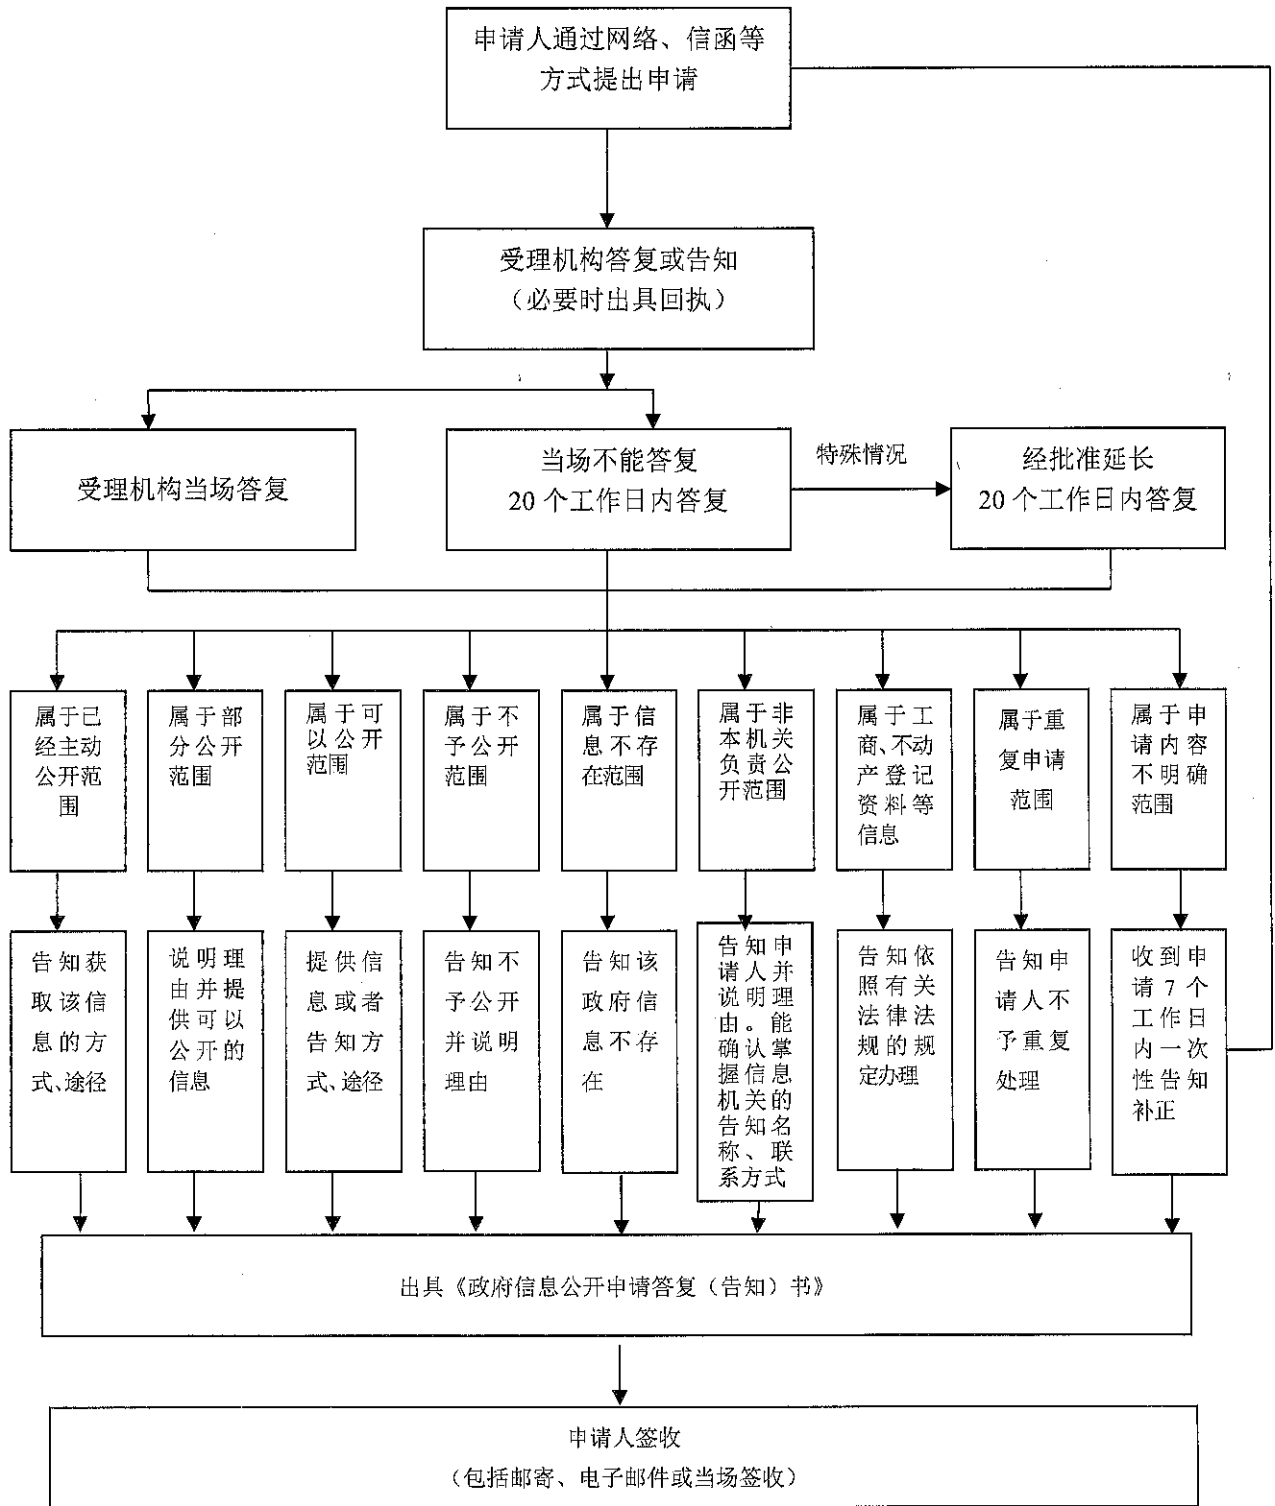 申请人通过网络、信函等
方式提出申请
受理机构答复或告知
（必要时出具回执）
受理机构当场答复
当场不能答复
20 个工作日内答复
特殊情况
经批准延长
20 个工作日内答复
属于已
经主动
公开范
围
属于部
分公开
范围
属于可
以公开
范围
属于不
予公开
范围
属于信
息不存
在范围
属于非
本机关
负责公
开范围
属于工
商、不动
产登记
资料等
信息
属于重
复申请
范围
属于申
请内容
不明确
范围
告知获
取该信
息的方
式、途径
说明理
由并提
供可以
公开的
信息
提供信
息或者
告知方
式、途径
告知不
予公开
并说明
理由
告知该
政府信
息不存
在
告知申
请人并
说明理
由。能
确认掌
握信息
机关的
告知名
称、联
系方式
告知依
照有关
法律法
规的规
定办理
告知申
请人不
予重复
处理
收到申
请 7 个
工作日
内一次
性告知
补正
出具《政府信息公开申请答复（告知）书》
申请人签收
（包括邮寄、电子邮件或当场签收）